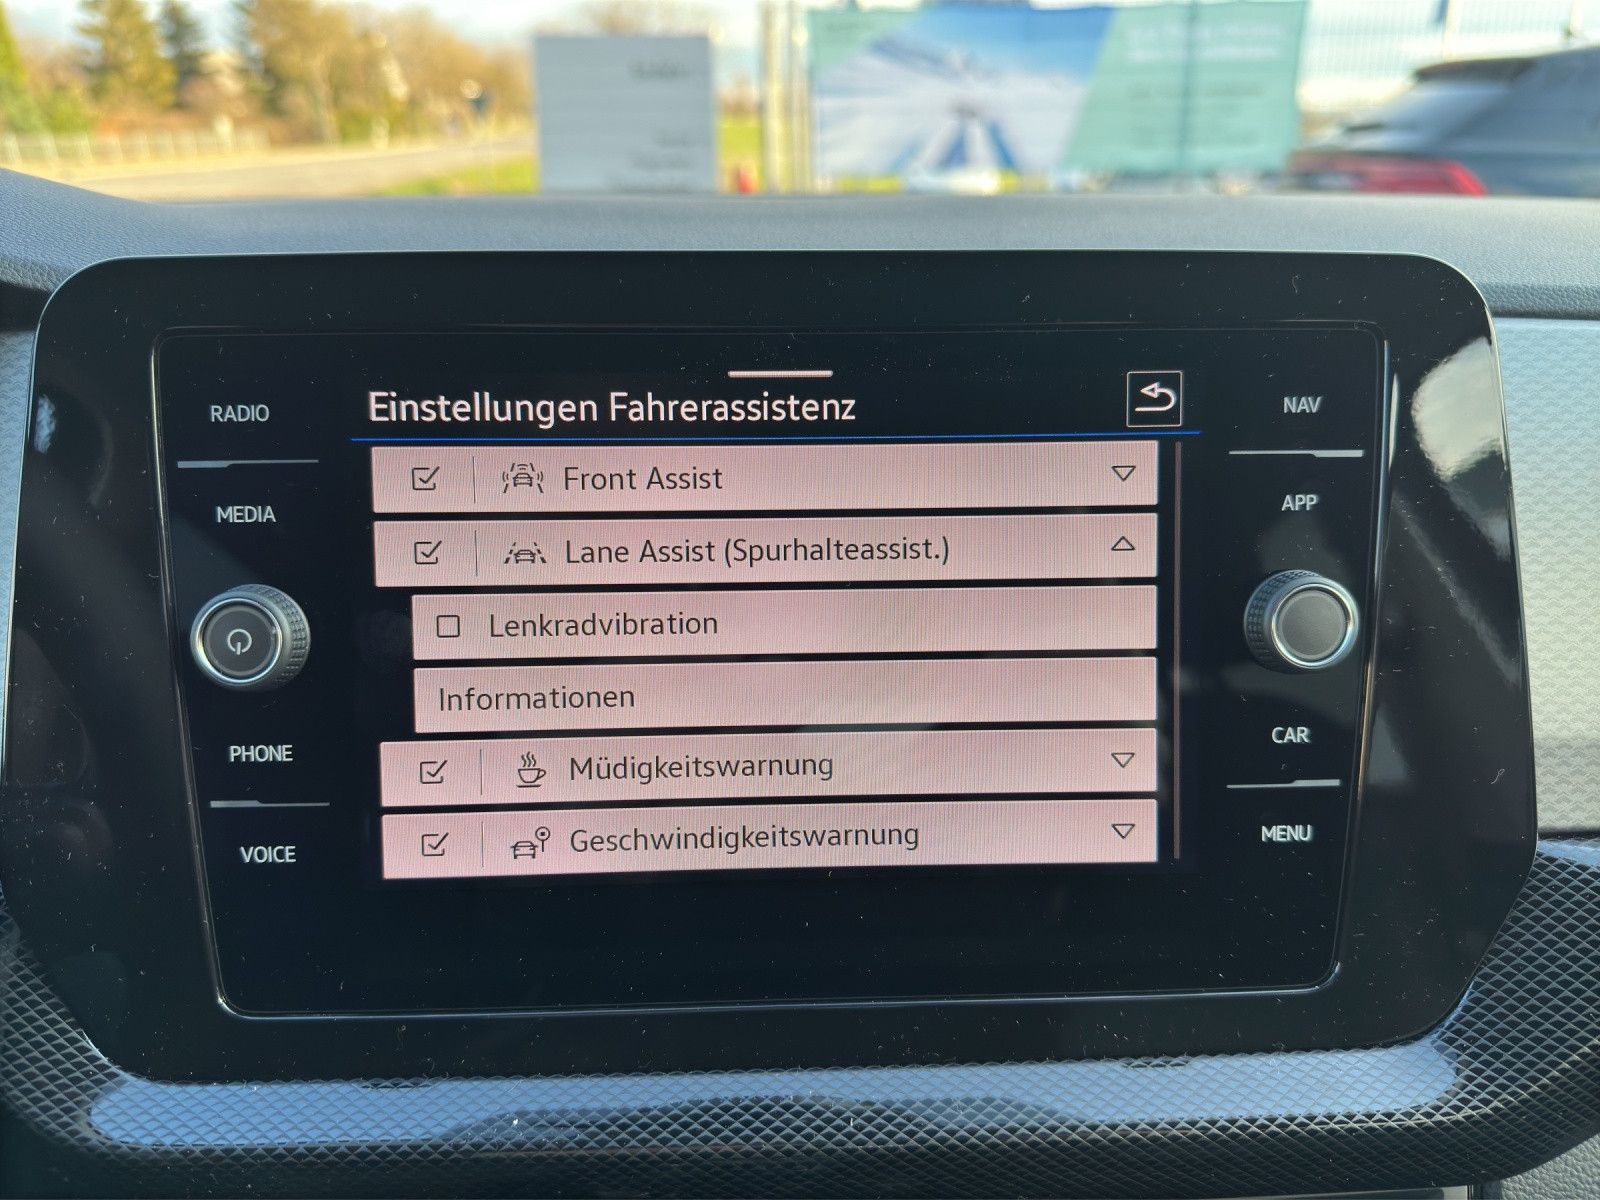 Einstellungen Fahrerassistenz
RADIO
MEDIA
PHONE
VOICE
Front Assist
Lane Assist (Spurhalteassist.)
Lenkradvibration
Informationen
Müdigkeitswarnung
Geschwindigkeitswarnung
NAV
APP
CAR
MENU